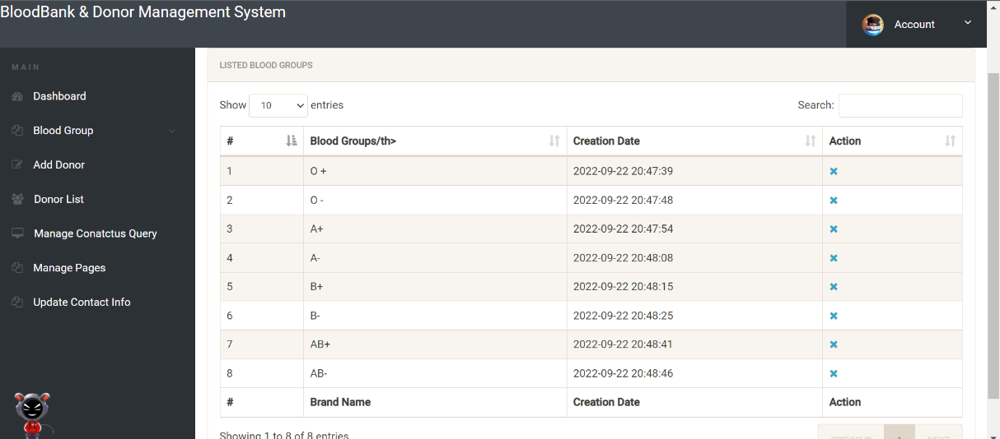 BloodBank & Donor Management System
Account
MAIN
Dashboard
Blood Group
Add Donor
Donor List
Manage Conatctus Query
Manage Pages
Update Contact Info
LISTED BLOOD GROUPS
Show 10 entries
Search:
# Blood Groups/th> Creation Date Action
1 O + 2022-09-22 20:47:39
2 O - 2022-09-22 20:47:48
3 A+ 2022-09-22 20:47:54
4 A- 2022-09-22 20:48:08
5 B+ 2022-09-22 20:48:15
6 B- 2022-09-22 20:48:25
7 AB+ 2022-09-22 20:48:41
8 AB- 2022-09-22 20:48:46
# Brand Name Creation Date Action
Showing 1 to 8 of 8 entries
PREVIOUS 1 NEXT